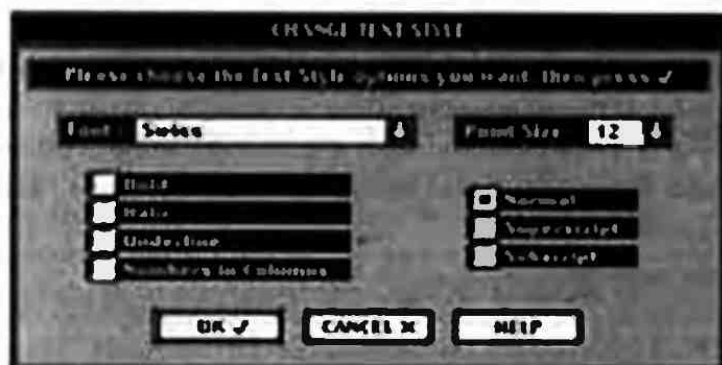 CHANGE TEXT STYLE
Please choose the Text Style options you want, then press ✓
Font: Swiss Point Size 12
Bold
Italic Normal
Underline Superscript
Numbers in Columns Subscript
OK ✓ CANCEL ✕ HELP